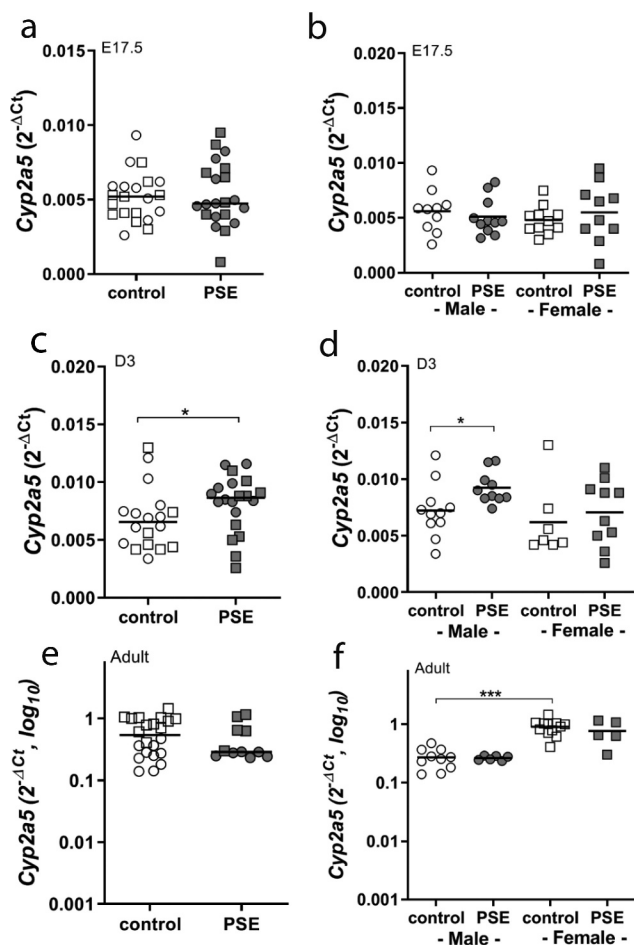 a
E17.5
Cyp2a5 (2^-ΔCt)
0.015
0.010
0.005
0.000
control PSE
b
E17.5
Cyp2a5 (2^-ΔCt)
0.020
0.015
0.010
0.005
0.000
control PSE control PSE
- Male - - Female -
c
D3
Cyp2a5 (2^-ΔCt)
0.020
0.015
0.010
0.005
0.000
*
control PSE
d
D3
Cyp2a5 (2^-ΔCt)
0.020
0.015
0.010
0.005
0.000
*
control PSE control PSE
- Male - - Female -
e
Adult
Cyp2a5 (2^-ΔCt, log10)
1
0.1
0.01
0.001
control PSE
f
Adult
Cyp2a5 (2^-ΔCt, log10)
1
0.1
0.01
0.001
***
control PSE control PSE
- Male - - Female -